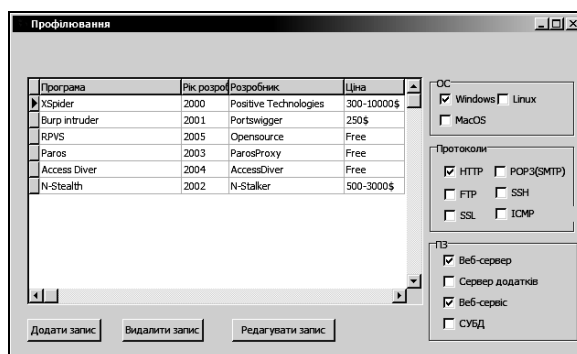 Профілювання
Програма Рік розроб Розробник Ціна
XSpider 2000 Positive Technologies 300-10000$
Burp intruder 2001 Portswigger 250$
RPVS 2005 Opensource Free
Paros 2003 ParosProxy Free
Access Diver 2004 AccessDiver Free
N-Stealth 2002 N-Stalker 500-3000$
ОС
Windows Linux
MacOS
Протоколи
HTTP POP3(SMTP)
FTP SSH
SSL ICMP
ПЗ
Веб-сервер
Сервер додатків
Веб-сервіс
СУБД
Додати запис Видалити запис Редагувати запис